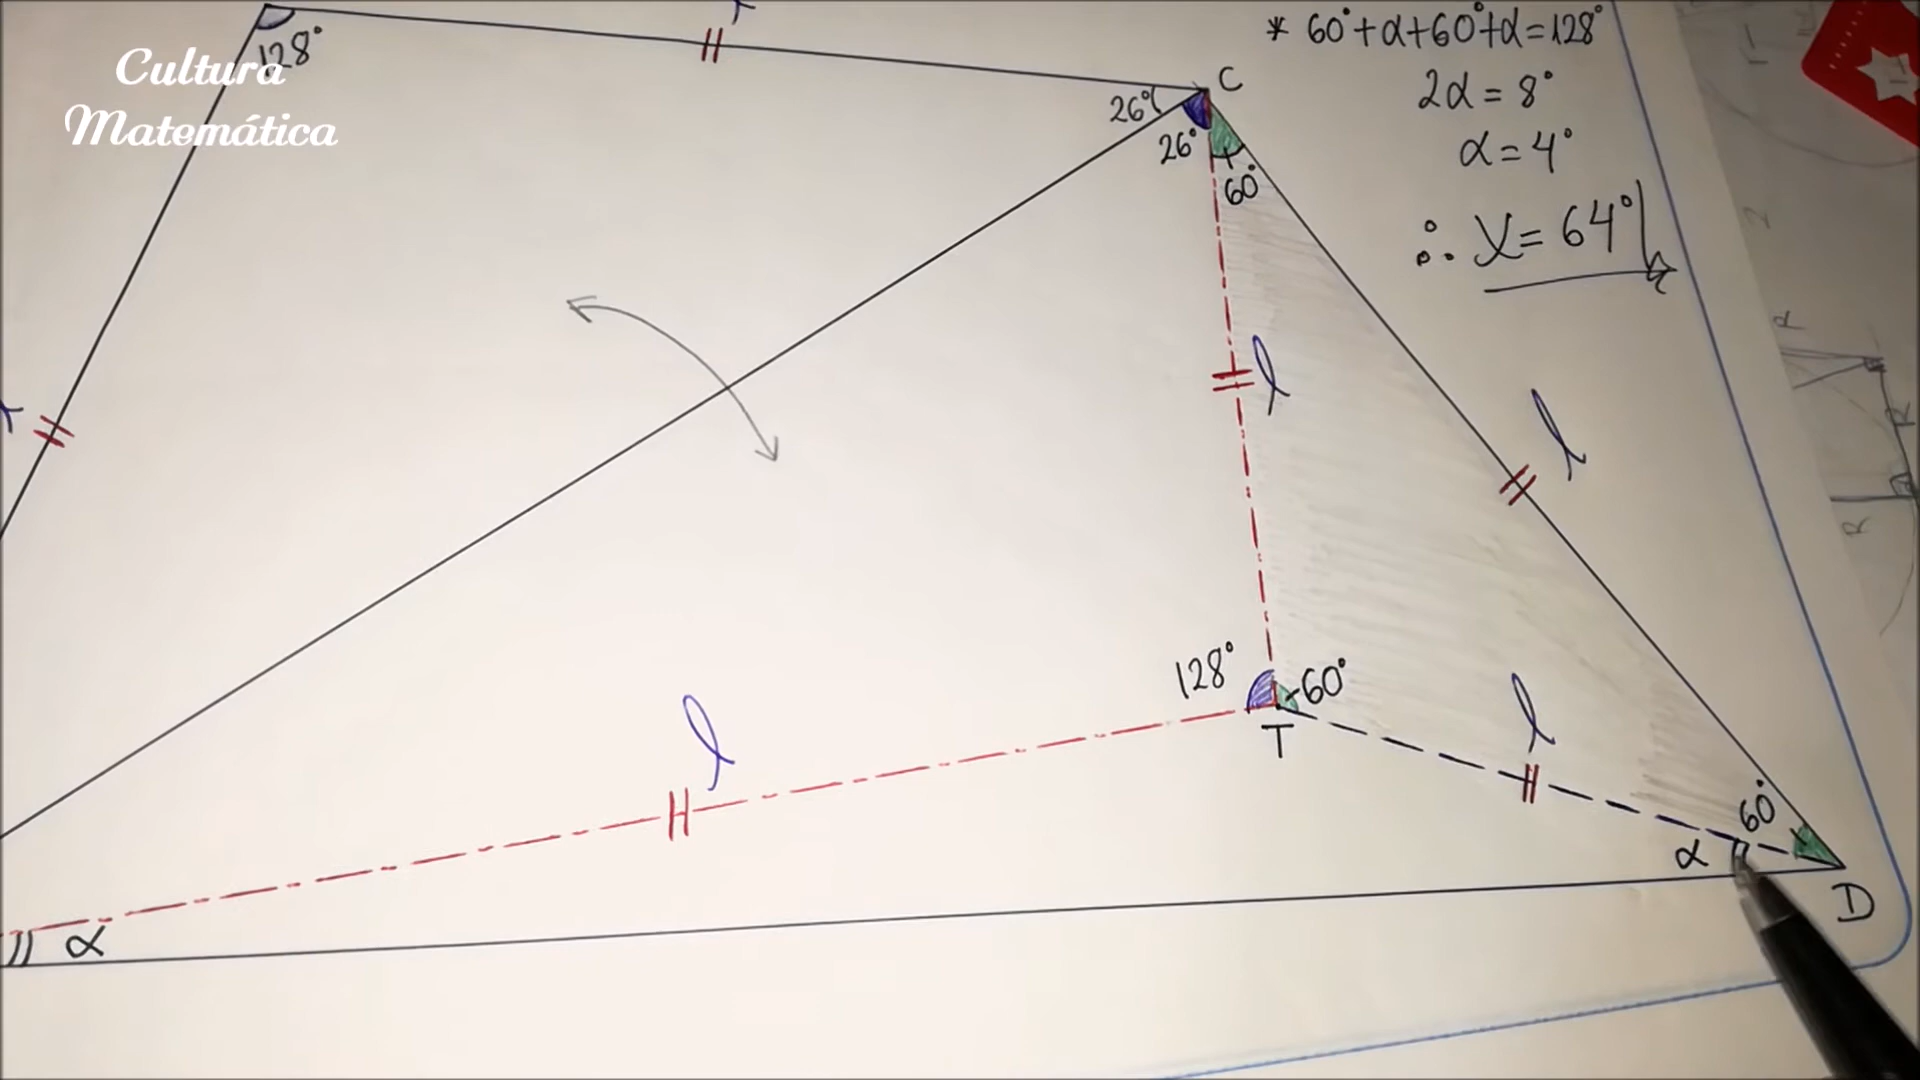 Cultura
Matemática
128°
* 60°+α+60°+α=128°
2α = 8°
α = 4°
∴ X = 64°
C
26°
26°
60°
l
l
128°
60°
T
l
l
60°
α
D
α